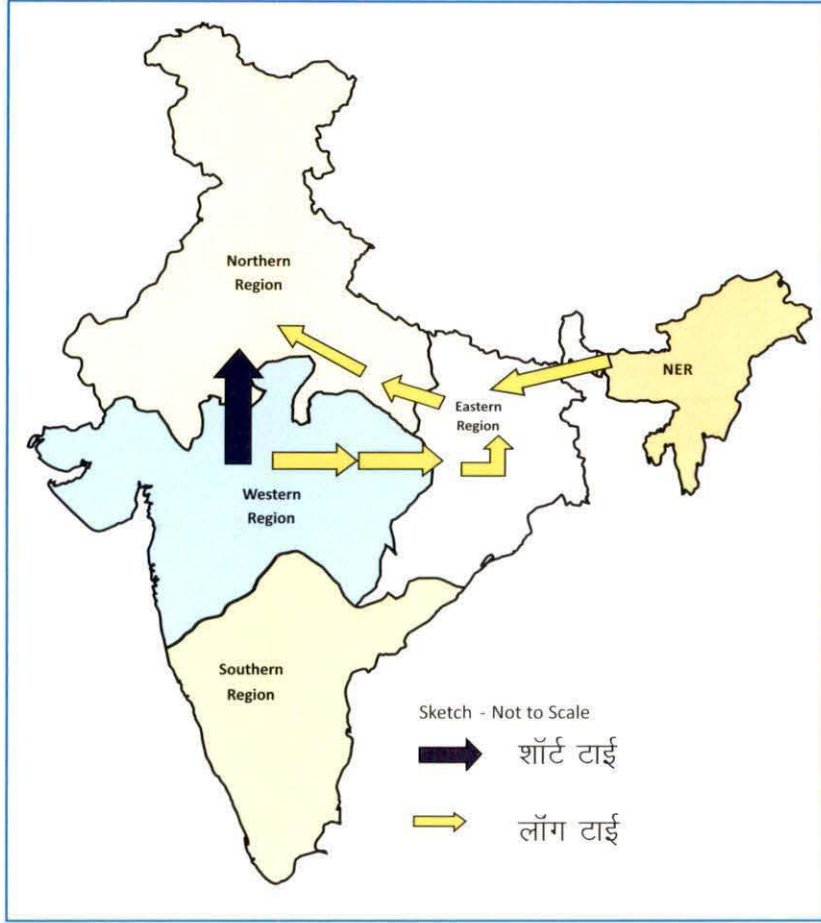 Northern
Region
NER
Eastern
Region
Western
Region
Southern
Region
Sketch - Not to Scale
शॉर्ट टाई
लॉग टाई